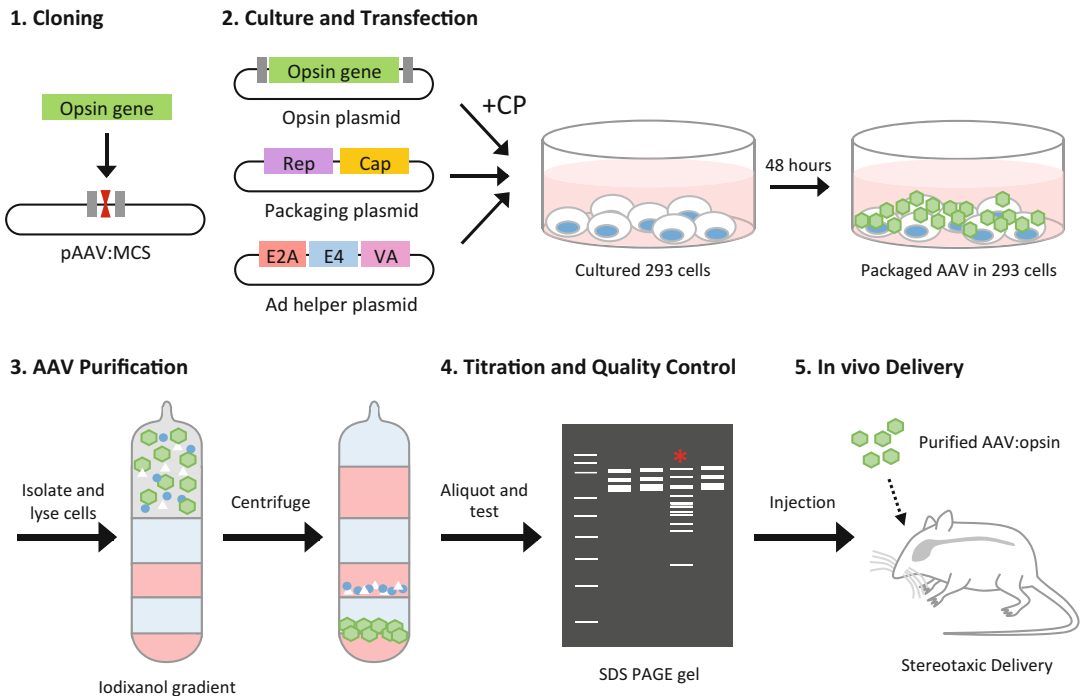 1. Cloning
Opsin gene
pAAV:MCS
2. Culture and Transfection
Opsin gene
Opsin plasmid
Rep Cap
Packaging plasmid
E2A E4 VA
Ad helper plasmid
+CP
Cultured 293 cells
48 hours
Packaged AAV in 293 cells
3. AAV Purification
Isolate and
lyse cells
Iodixanol gradient
Centrifuge
4. Titration and Quality Control
Aliquot and
test
*
SDS PAGE gel
5. In vivo Delivery
Injection
Purified AAV:opsin
Stereotaxic Delivery